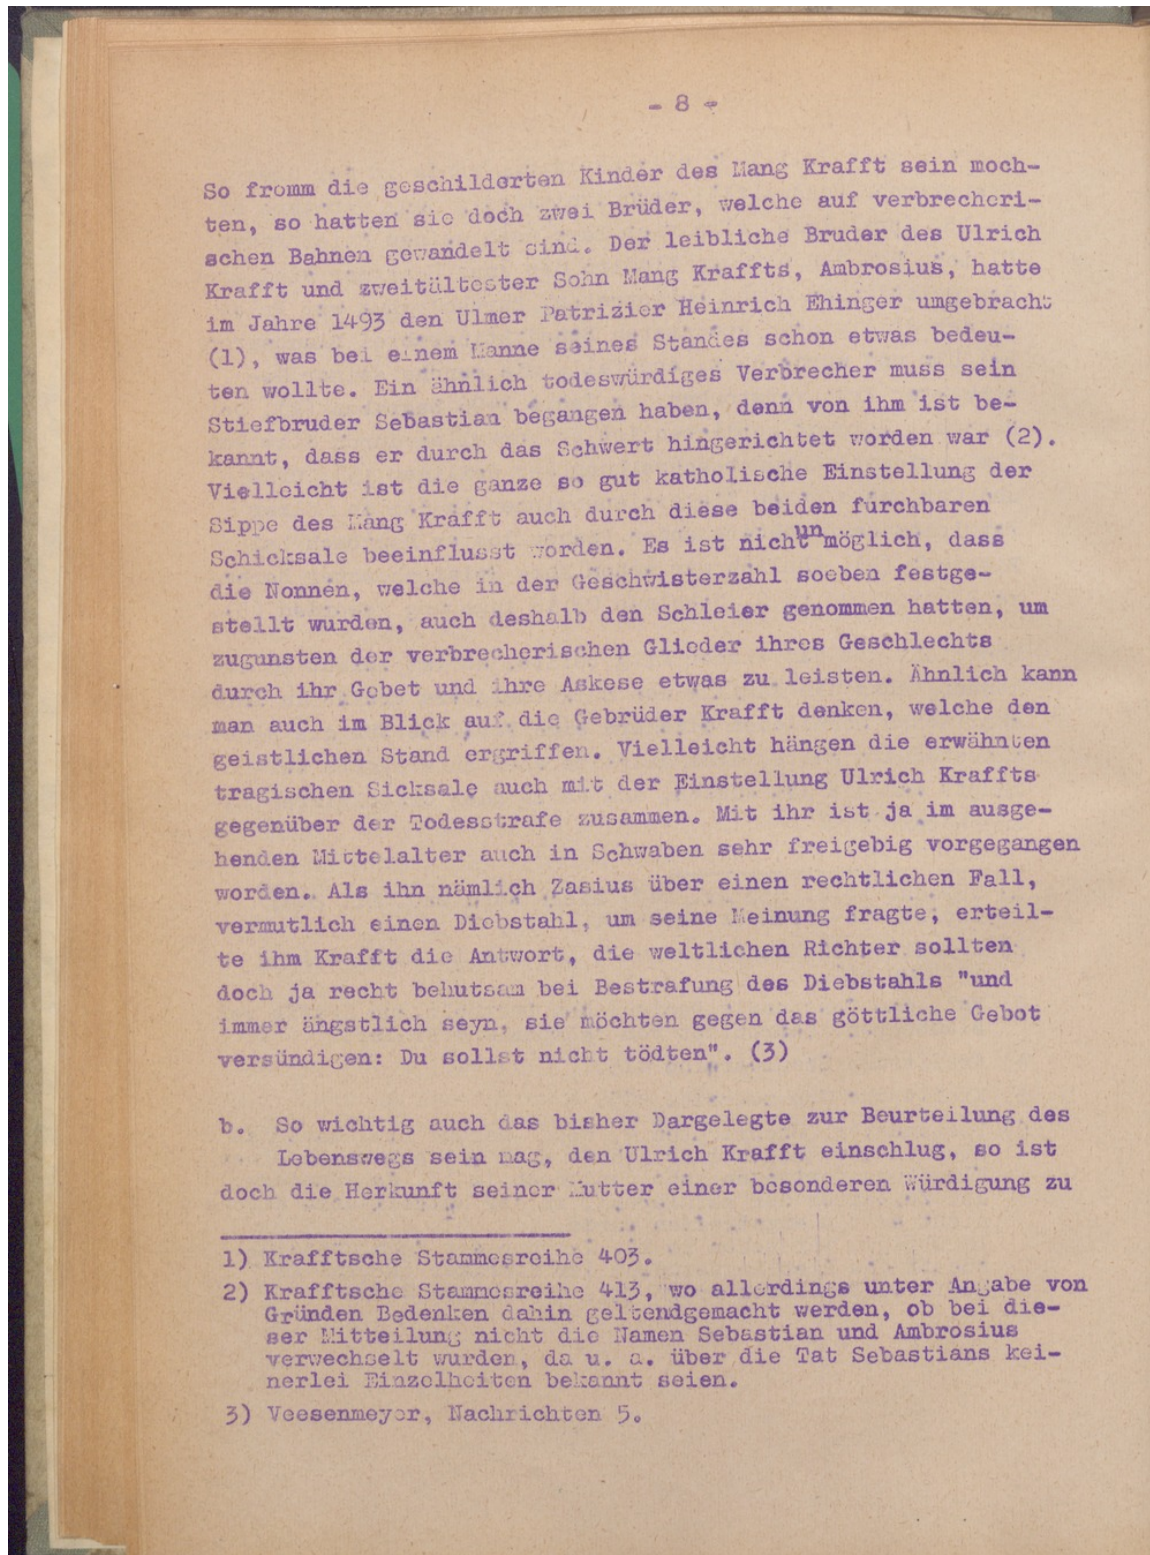 - 8 -
So fromm die geschilderten Kinder des Mang Krafft sein moch-
ten, so hatten sie doch zwei Brüder, welche auf verbrecheri-
schen Bahnen gewandelt sind. Der leibliche Bruder des Ulrich
Krafft und zweitältester Sohn Mang Kraffts, Ambrosius, hatte
im Jahre 1493 den Ulmer Patrizier Heinrich Ehinger umgebracht
(1), was bei einem Manne seines Standes schon etwas bedeu-
ten wollte. Ein ähnlich todeswürdiges Verbrecher muss sein
Stiefbruder Sebastian begangen haben, denn von ihm ist be-
kannt, dass er durch das Schwert hingerichtet worden war (2).
Vielleicht ist die ganze so gut katholische Einstellung der
Sippe des Mang Krafft auch durch diese beiden furchbaren
Schicksale beeinflusst worden. Es ist nicht unmöglich, dass
die Nonnen, welche in der Geschwisterzahl soeben festge-
stellt wurden, auch deshalb den Schleier genommen hatten, um
zugunsten der verbrecherischen Glieder ihres Geschlechts
durch ihr Gebet und ihre Askese etwas zu leisten. Ähnlich kann
man auch im Blick auf die Gebrüder Krafft denken, welche den
geistlichen Stand ergriffen. Vielleicht hängen die erwähnten
tragischen Sicksale auch mit der Einstellung Ulrich Kraffts
gegenüber der Todesstrafe zusammen. Mit ihr ist ja im ausge-
henden Mittelalter auch in Schwaben sehr freigebig vorgegangen
worden. Als ihn nämlich Zasius über einen rechtlichen Fall,
vermutlich einen Diebstahl, um seine Meinung fragte, erteil-
te ihm Krafft die Antwort, die weltlichen Richter sollten
doch ja recht behutsam bei Bestrafung des Diebstahls "und
immer ängstlich seyn, sie möchten gegen das göttliche Gebot
versündigen: Du sollst nicht tödten". (3)
b. So wichtig auch das bisher Dargelegte zur Beurteilung des
Lebenswegs sein mag, den Ulrich Krafft einschlug, so ist
doch die Herkunft seiner Mutter einer besonderen Würdigung zu
1) Krafftsche Stammesreihe 403.
2) Krafftsche Stammesreihe 413, wo allerdings unter Angabe von
Gründen Bedenken dahin geltendgemacht werden, ob bei die-
ser Mitteilung nicht die Namen Sebastian und Ambrosius
verwechselt wurden, da u. a. über die Tat Sebastians kei-
nerlei Einzelheiten bekannt seien.
3) Veesenmeyer, Nachrichten 5.